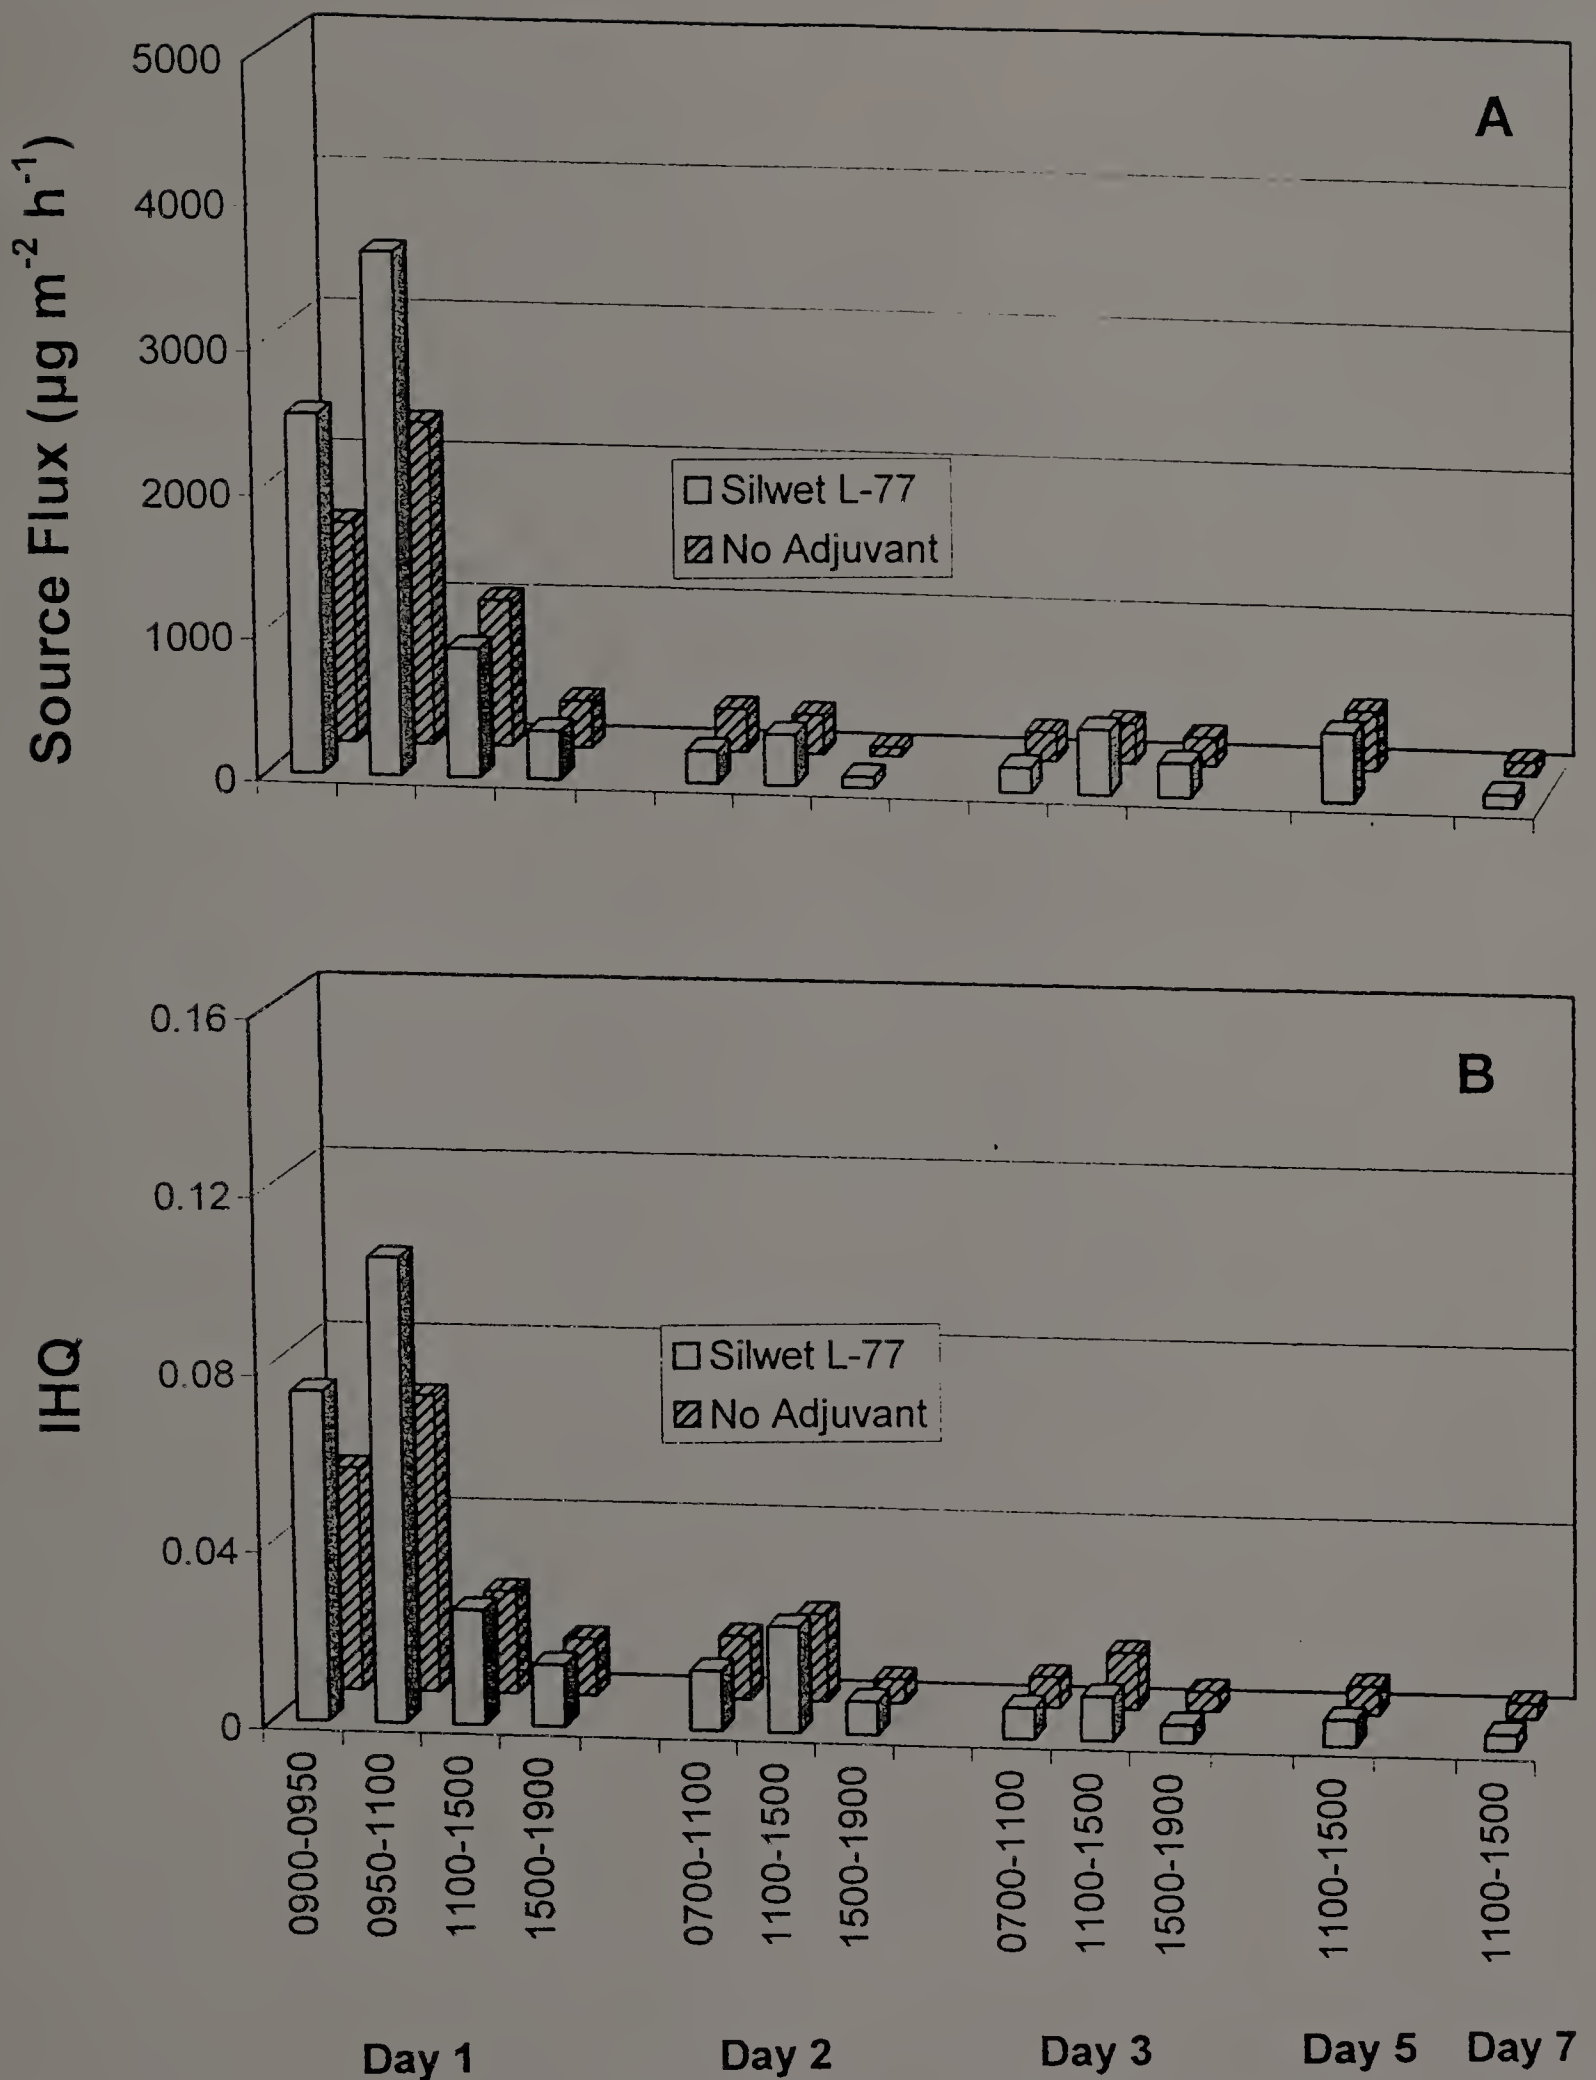 A
Source Flux (µg m⁻² h⁻¹)
5000
4000
3000
2000
1000
0
Silwet L-77
No Adjuvant
B
IHQ
0.16
0.12
0.08
0.04
0
Silwet L-77
No Adjuvant
0900-0950
0950-1100
1100-1500
1500-1900
0700-1100
1100-1500
1500-1900
0700-1100
1100-1500
1500-1900
1100-1500
1100-1500
Day 1
Day 2
Day 3
Day 5
Day 7